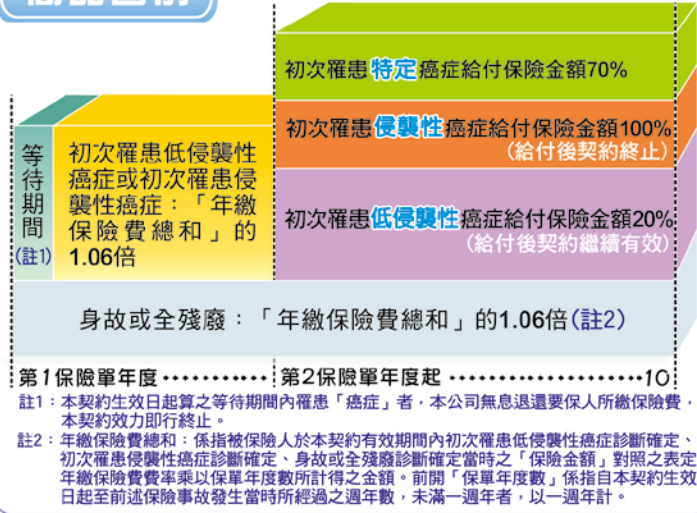 初次罹患特定癌症給付保險金額70%
初次罹患侵襲性癌症給付保險金額100%
(給付後契約終止)
等待期間
(註1)
初次罹患低侵襲性
癌症或初次罹患侵
襲性癌症：「年繳
保險費總和」的
1.06倍
初次罹患低侵襲性癌症給付保險金額20%
(給付後契約繼續有效)
身故或全殘廢：「年繳保險費總和」的1.06倍(註2)
第1保險單年度 ⋯⋯⋯⋯ 第2保險單年度起 ⋯⋯⋯⋯⋯⋯⋯10
註1：本契約生效日起算之等待期間內罹患「癌症」者，本公司無息退還要保人所繳保險費，
本契約效力即行終止。
註2：年繳保險費總和：係指被保險人於本契約有效期間內初次罹患低侵襲性癌症診斷確定、
初次罹患侵襲性癌症診斷確定、身故或全殘廢診斷確定當時之「保險金額」對照之表定
年繳保險費費率乘以保單年度數所計得之金額。前開「保單年度數」係指自本契約生效
日起至前述保險事故發生當時所經過之週年數，未滿一週年者，以一週年計。